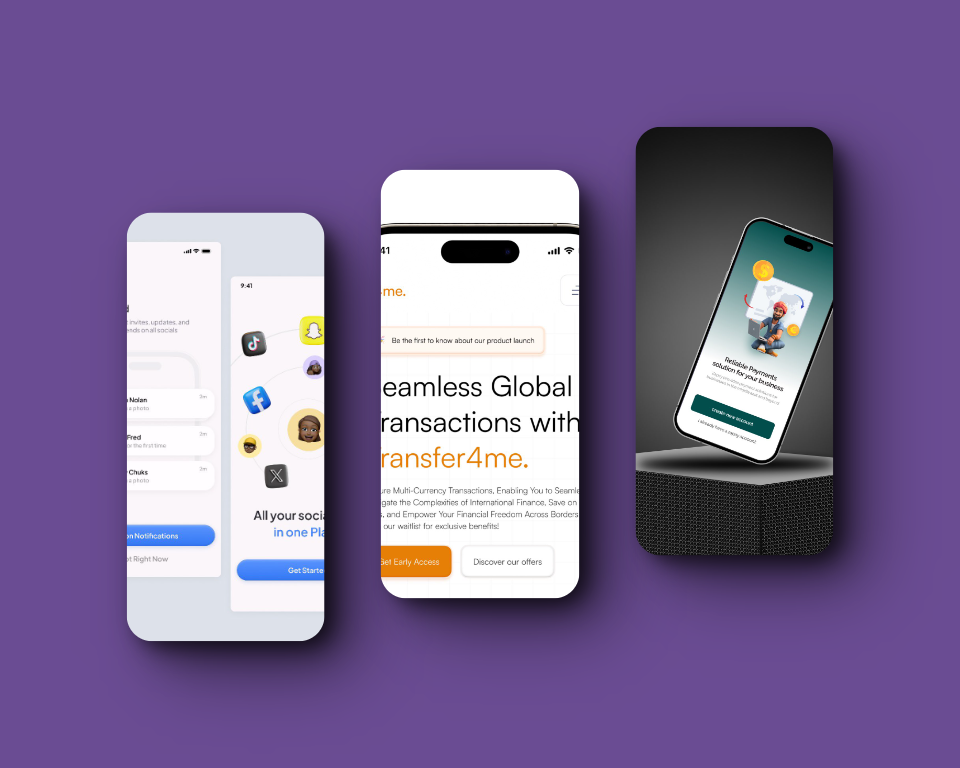 invites, updates, and
ends on all socials
Nolan
a photo
2m
Fred
or the first time
2m
Chuks
a photo
2m
on Notifications
ot Right Now
9:41
All your socia
in one Pla
Get Starte
41
4me.
Be the first to know about our product launch
eamless Global
ransactions with
ransfer4me.
ure Multi-Currency Transactions, Enabling You to Seamle
igate the Complexities of International Finance, Save on
s, and Empower Your Financial Freedom Across Borders
our waitlist for exclusive benefits!
Get Early Access
Discover our offers
Reliable Payments
solution for your business
create new account
I already have a
account